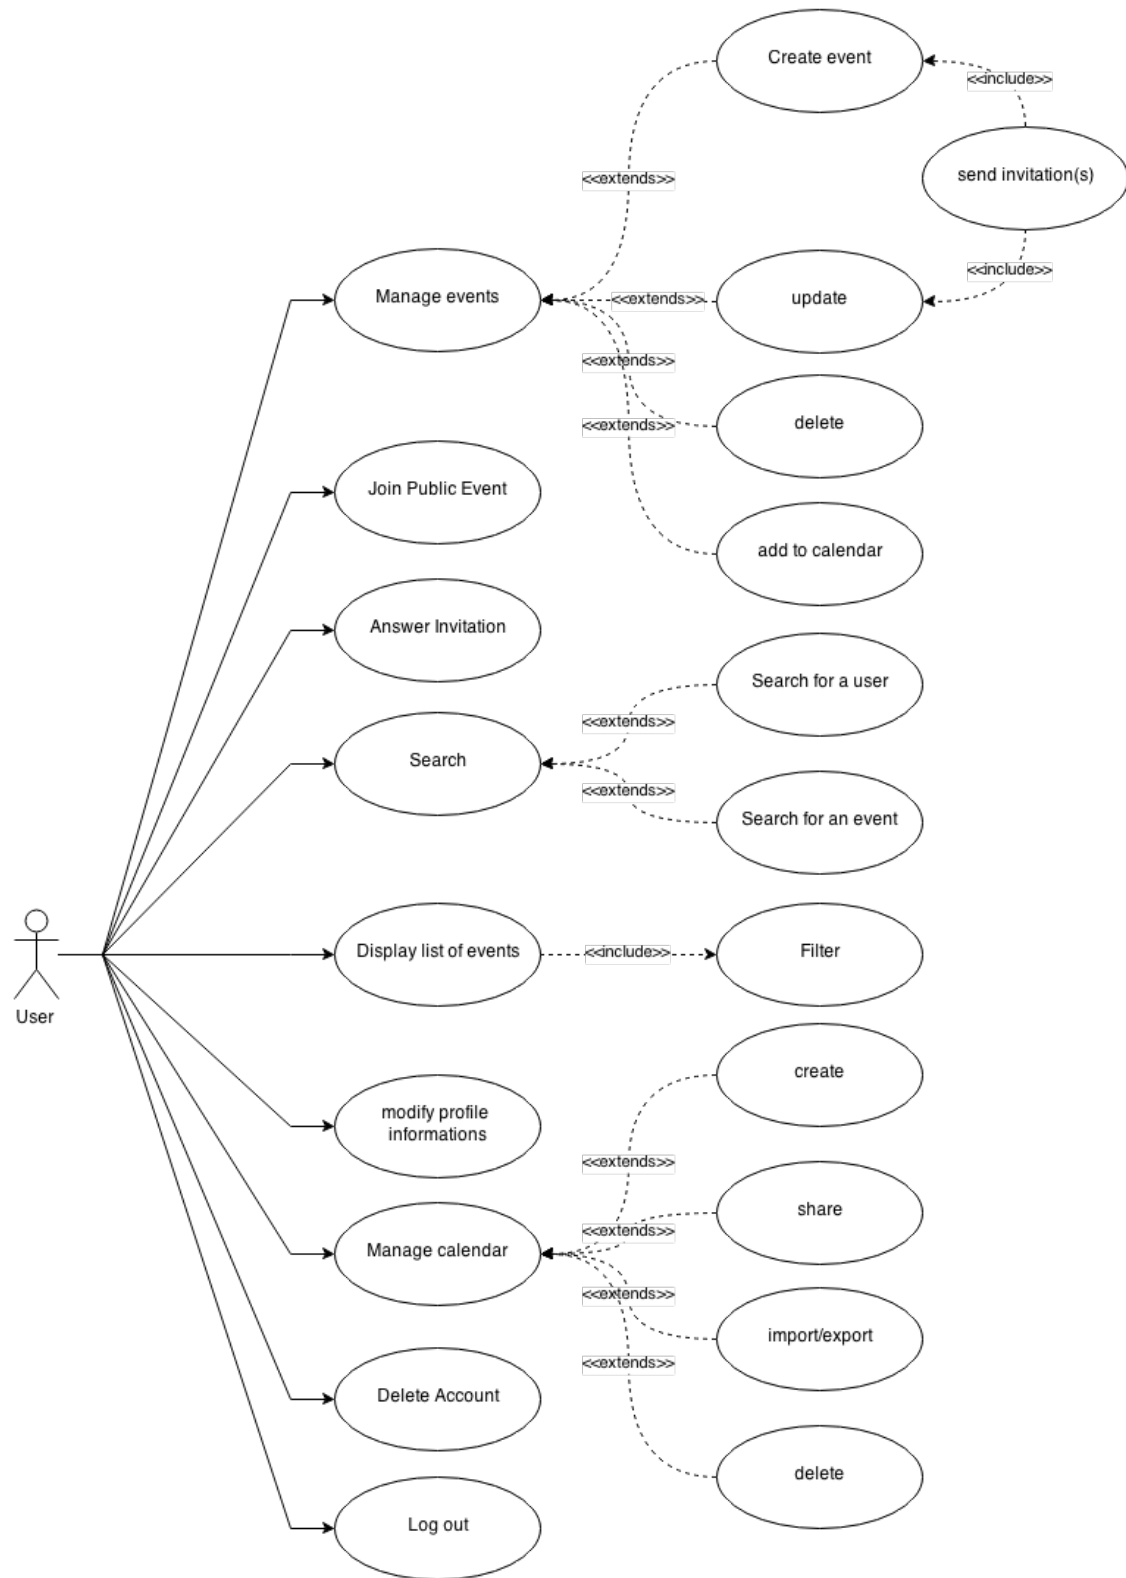 Create event
<<include>>
send invitation(s)
<<extends>>
<<include>>
Manage events
<<extends>>
update
<<extends>>
delete
<<extends>>
Join Public Event
add to calendar
Answer Invitation
Search for a user
<<extends>>
Search
<<extends>>
Search for an event
Display list of events
<<include>>
Filter
User
create
modify profile
informations
<<extends>>
share
<<extends>>
Manage calendar
<<extends>>
import/export
<<extends>>
Delete Account
delete
Log out